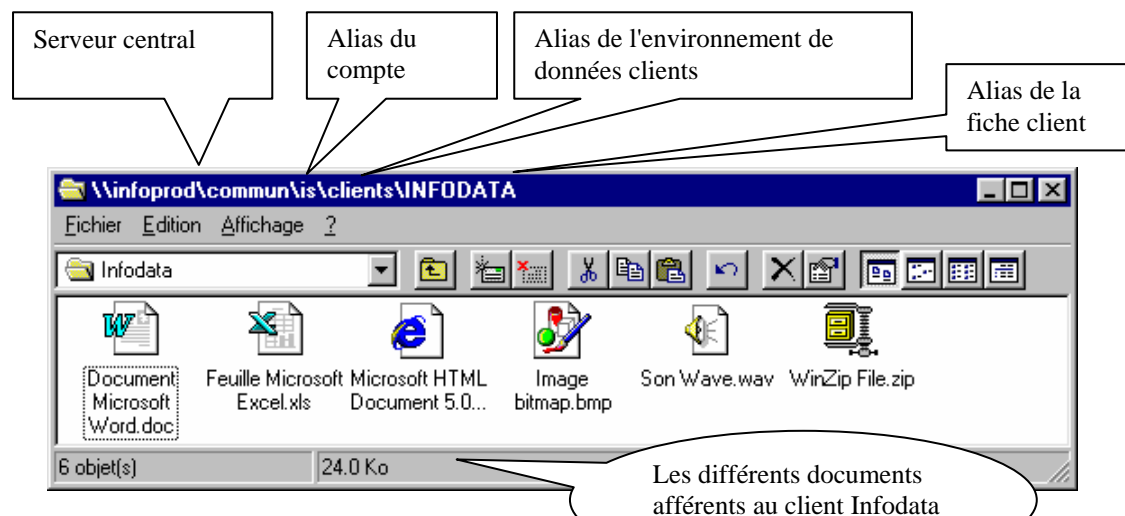 Serveur central
Alias du
compte
Alias de l'environnement de
données clients
Alias de la
fiche client
\\infoprod\commun\is\clients\INFODATA
Fichier Edition Affichage ?
Infodata
Document
Microsoft
Word.doc
Feuille Microsoft
Excel.xls
Microsoft HTML
Document 5.0...
Image
bitmap.bmp
Son Wave.wav
WinZip File.zip
6 objet(s)
24.0 Ko
Les différents documents
afférents au client Infodata